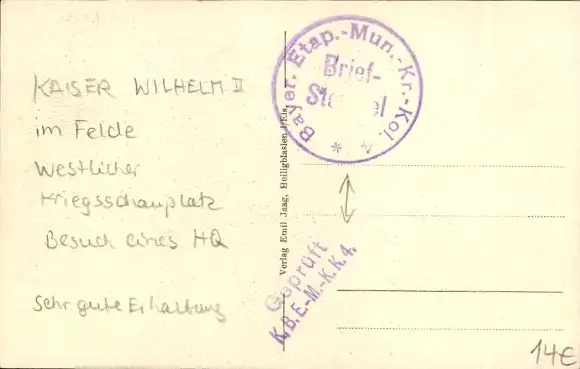 KAISER WILHELM II
im Felde
Westlicher
Kriegsschauplatz
Besuch eines HQ
Sehr gute Erhaltung
Verlag Emil Jaag, Heiligblasien i/Els.
Bayer. Etap.-Mun.-Kr.-Kol. 4 *
Brief-
Stempel
Geprüft
K.B.E.-M.-K.K.4.
14€